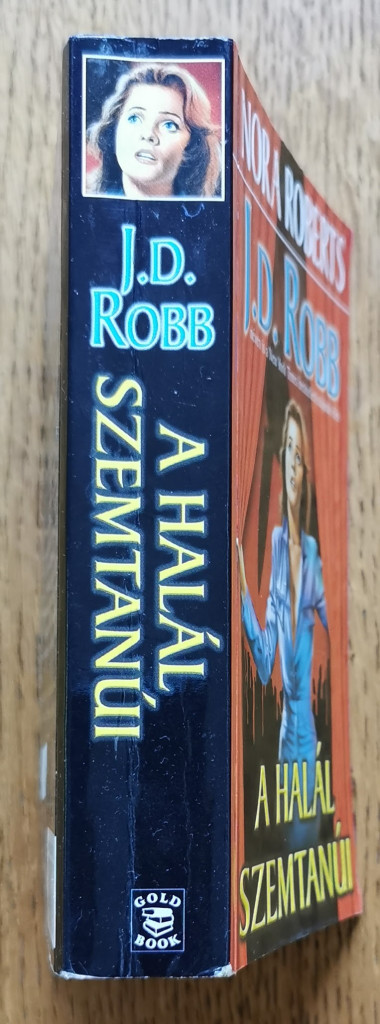 J.D.
ROBB
A HALÁL
SZEMTANÚI
GOLD
BOOK
NORA ROBERTS
J.D. ROBB
A HALÁL
SZEMTANÚI